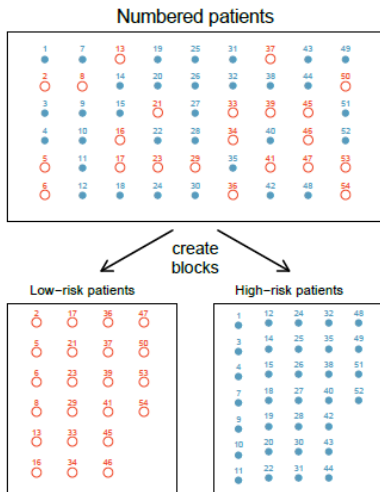 Numbered patients
1 7 13 19 25 31 37 43 49
2 8 14 20 26 32 38 44 50
3 9 15 21 27 33 39 45 51
4 10 16 22 28 34 40 46 52
5 11 17 23 29 35 41 47 53
6 12 18 24 30 36 42 48 54
create
blocks
Low-risk patients
2 17 36 47
5 21 37 50
6 23 39 53
8 29 41 54
13 33 45
16 34 46
High-risk patients
1 12 24 32 48
3 14 25 35 49
4 15 26 38 51
7 18 27 40 52
9 19 28 42
10 20 30 43
11 22 31 44